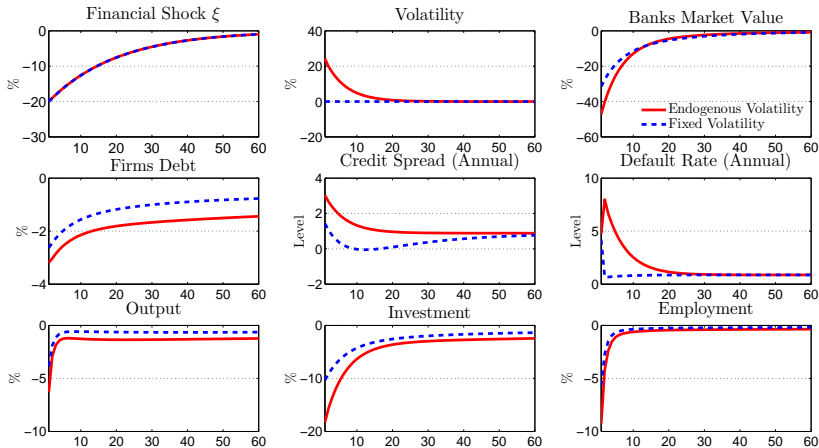 Financial Shock ξ
Volatility
Banks Market Value
0
−10
−20
−30
%
10 20 30 40 50 60
40
20
0
20
%
10 20 30 40 50 60
0
−20
−40
−60
%
10 20 30 40 50 60
Endogenous Volatility
Fixed Volatility
Firms Debt
Credit Spread (Annual)
Default Rate (Annual)
0
−2
−4
%
10 20 30 40 50 60
4
2
0
−2
Level
10 20 30 40 50 60
10
5
0
Level
10 20 30 40 50 60
Output
Investment
Employment
0
−5
−10
%
10 20 30 40 50 60
0
−10
−20
%
10 20 30 40 50 60
0
−5
−10
%
10 20 30 40 50 60